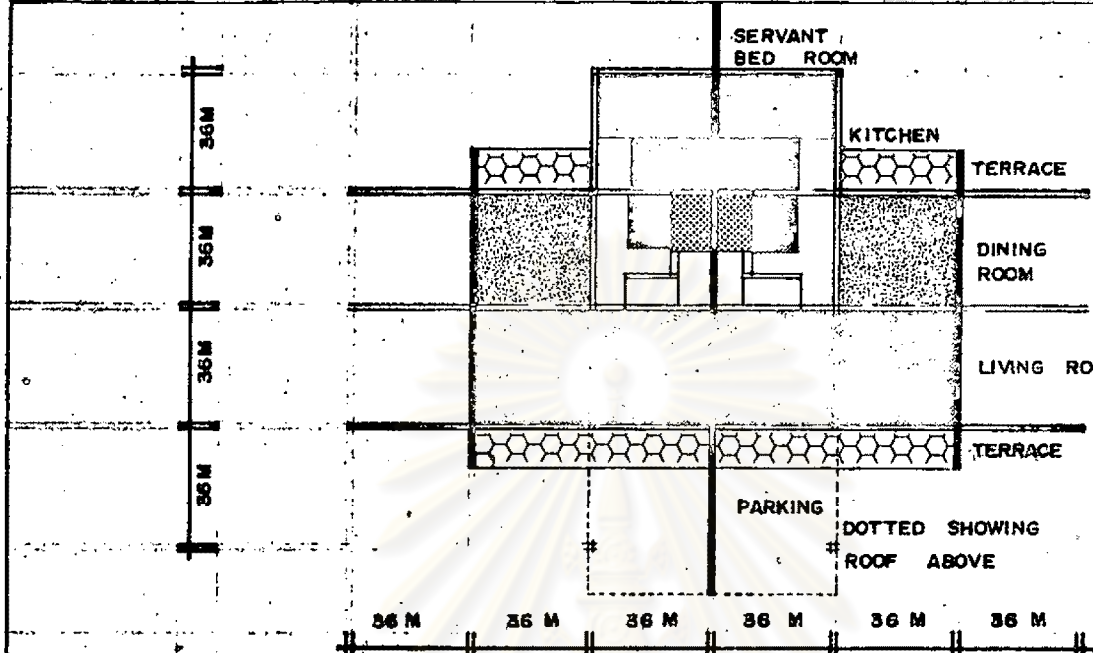 SERVANT
BED ROOM
KITCHEN
TERRACE
DINING
ROOM
LIVING RO
TERRACE
PARKING
DOTTED SHOWING
ROOF ABOVE
36 M
36 M
36 M
36 M
36 M
36 M
36 M
36 M
36 M
36 M